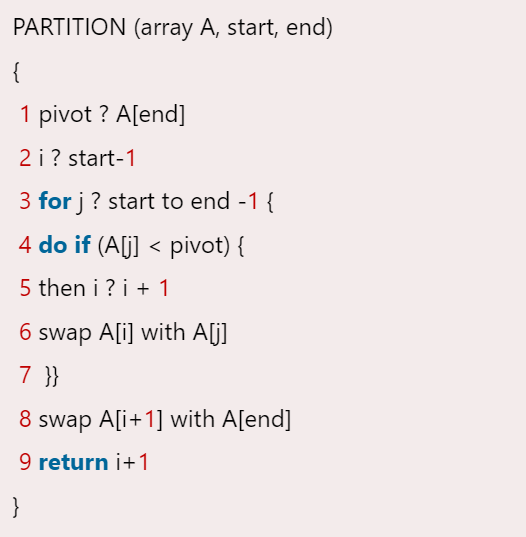 PARTITION (array A, start, end)
{
1 pivot ? A[end]
2 i ? start-1
3 for j ? start to end -1 {
4 do if (A[j] < pivot) {
5 then i ? i + 1
6 swap A[i] with A[j]
7 }}
8 swap A[i+1] with A[end]
9 return i+1
}